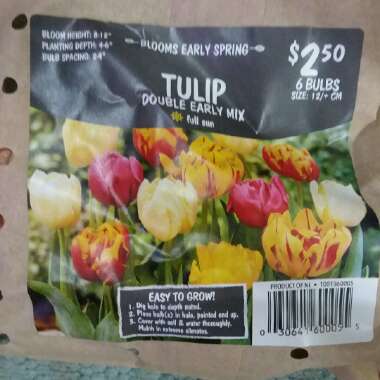 BLOOM HEIGHT: 8-12"
PLANTING DEPTH: 4-6"
BULB SPACING: 2-4"
BLOOMS EARLY SPRING
$2.50
6 BULBS
SIZE: 12/+ CM
TULIP
DOUBLE EARLY MIX
full sun
EASY TO GROW!
1. Dig hole to depth noted.
2. Place bulb(s) in hole, pointed end up.
3. Cover with soil & water thoroughly.
Mulch in extreme climates.
PRODUCT OF NL •